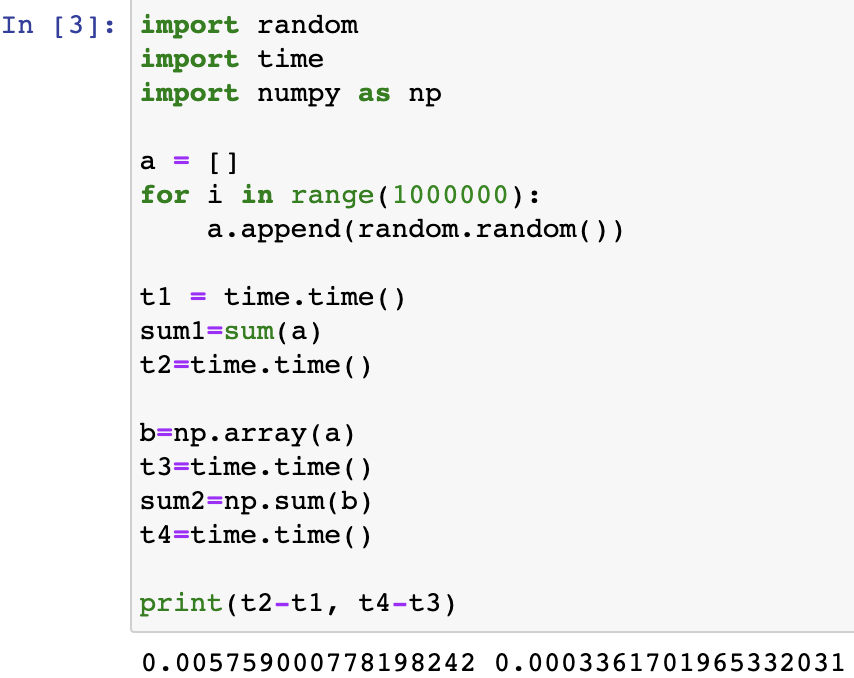 In [3]: import random
import time
import numpy as np
a = []
for i in range(1000000):
    a.append(random.random())
t1 = time.time()
sum1=sum(a)
t2=time.time()
b=np.array(a)
t3=time.time()
sum2=np.sum(b)
t4=time.time()
print(t2-t1, t4-t3)
0.005759000778198242 0.0003361701965332031